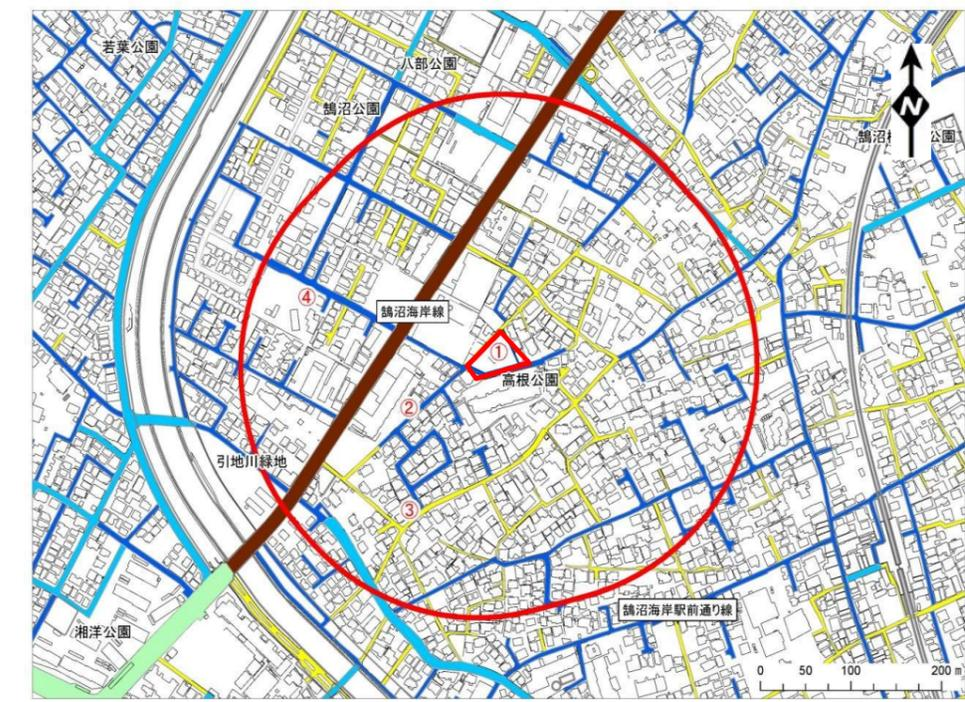 若葉公園
八部公園
鵠沼公園
N
公園
④
鵠沼海岸線
①
高根公園
②
引地川緑地
③
鵠沼海岸駅前通り線
湘洋公園
0 50 100 200 m